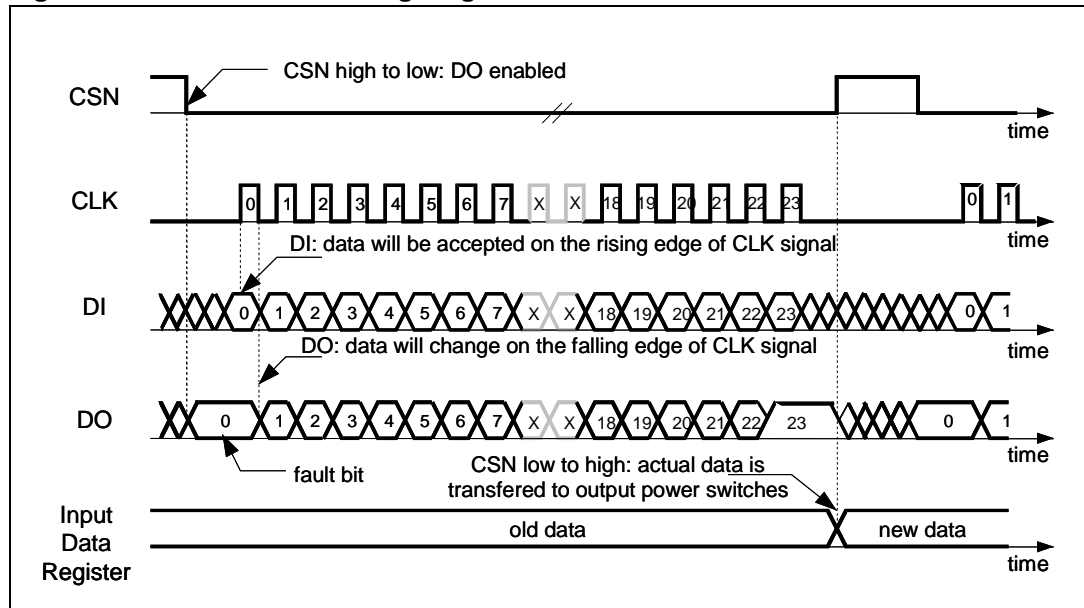 CSN high to low: DO enabled
CSN
time
CLK
0 1 2 3 4 5 6 7 X X 18 19 20 21 22 23 0 1
time
DI: data will be accepted on the rising edge of CLK signal
DI
0 1 2 3 4 5 6 7 X X 18 19 20 21 22 23 0 1
time
DO: data will change on the falling edge of CLK signal
DO
0 1 2 3 4 5 6 7 X X 18 19 20 21 22 23 0 1
time
fault bit
CSN low to high: actual data is
transfered to output power switches
Input
Data
Register
old data
new data
time